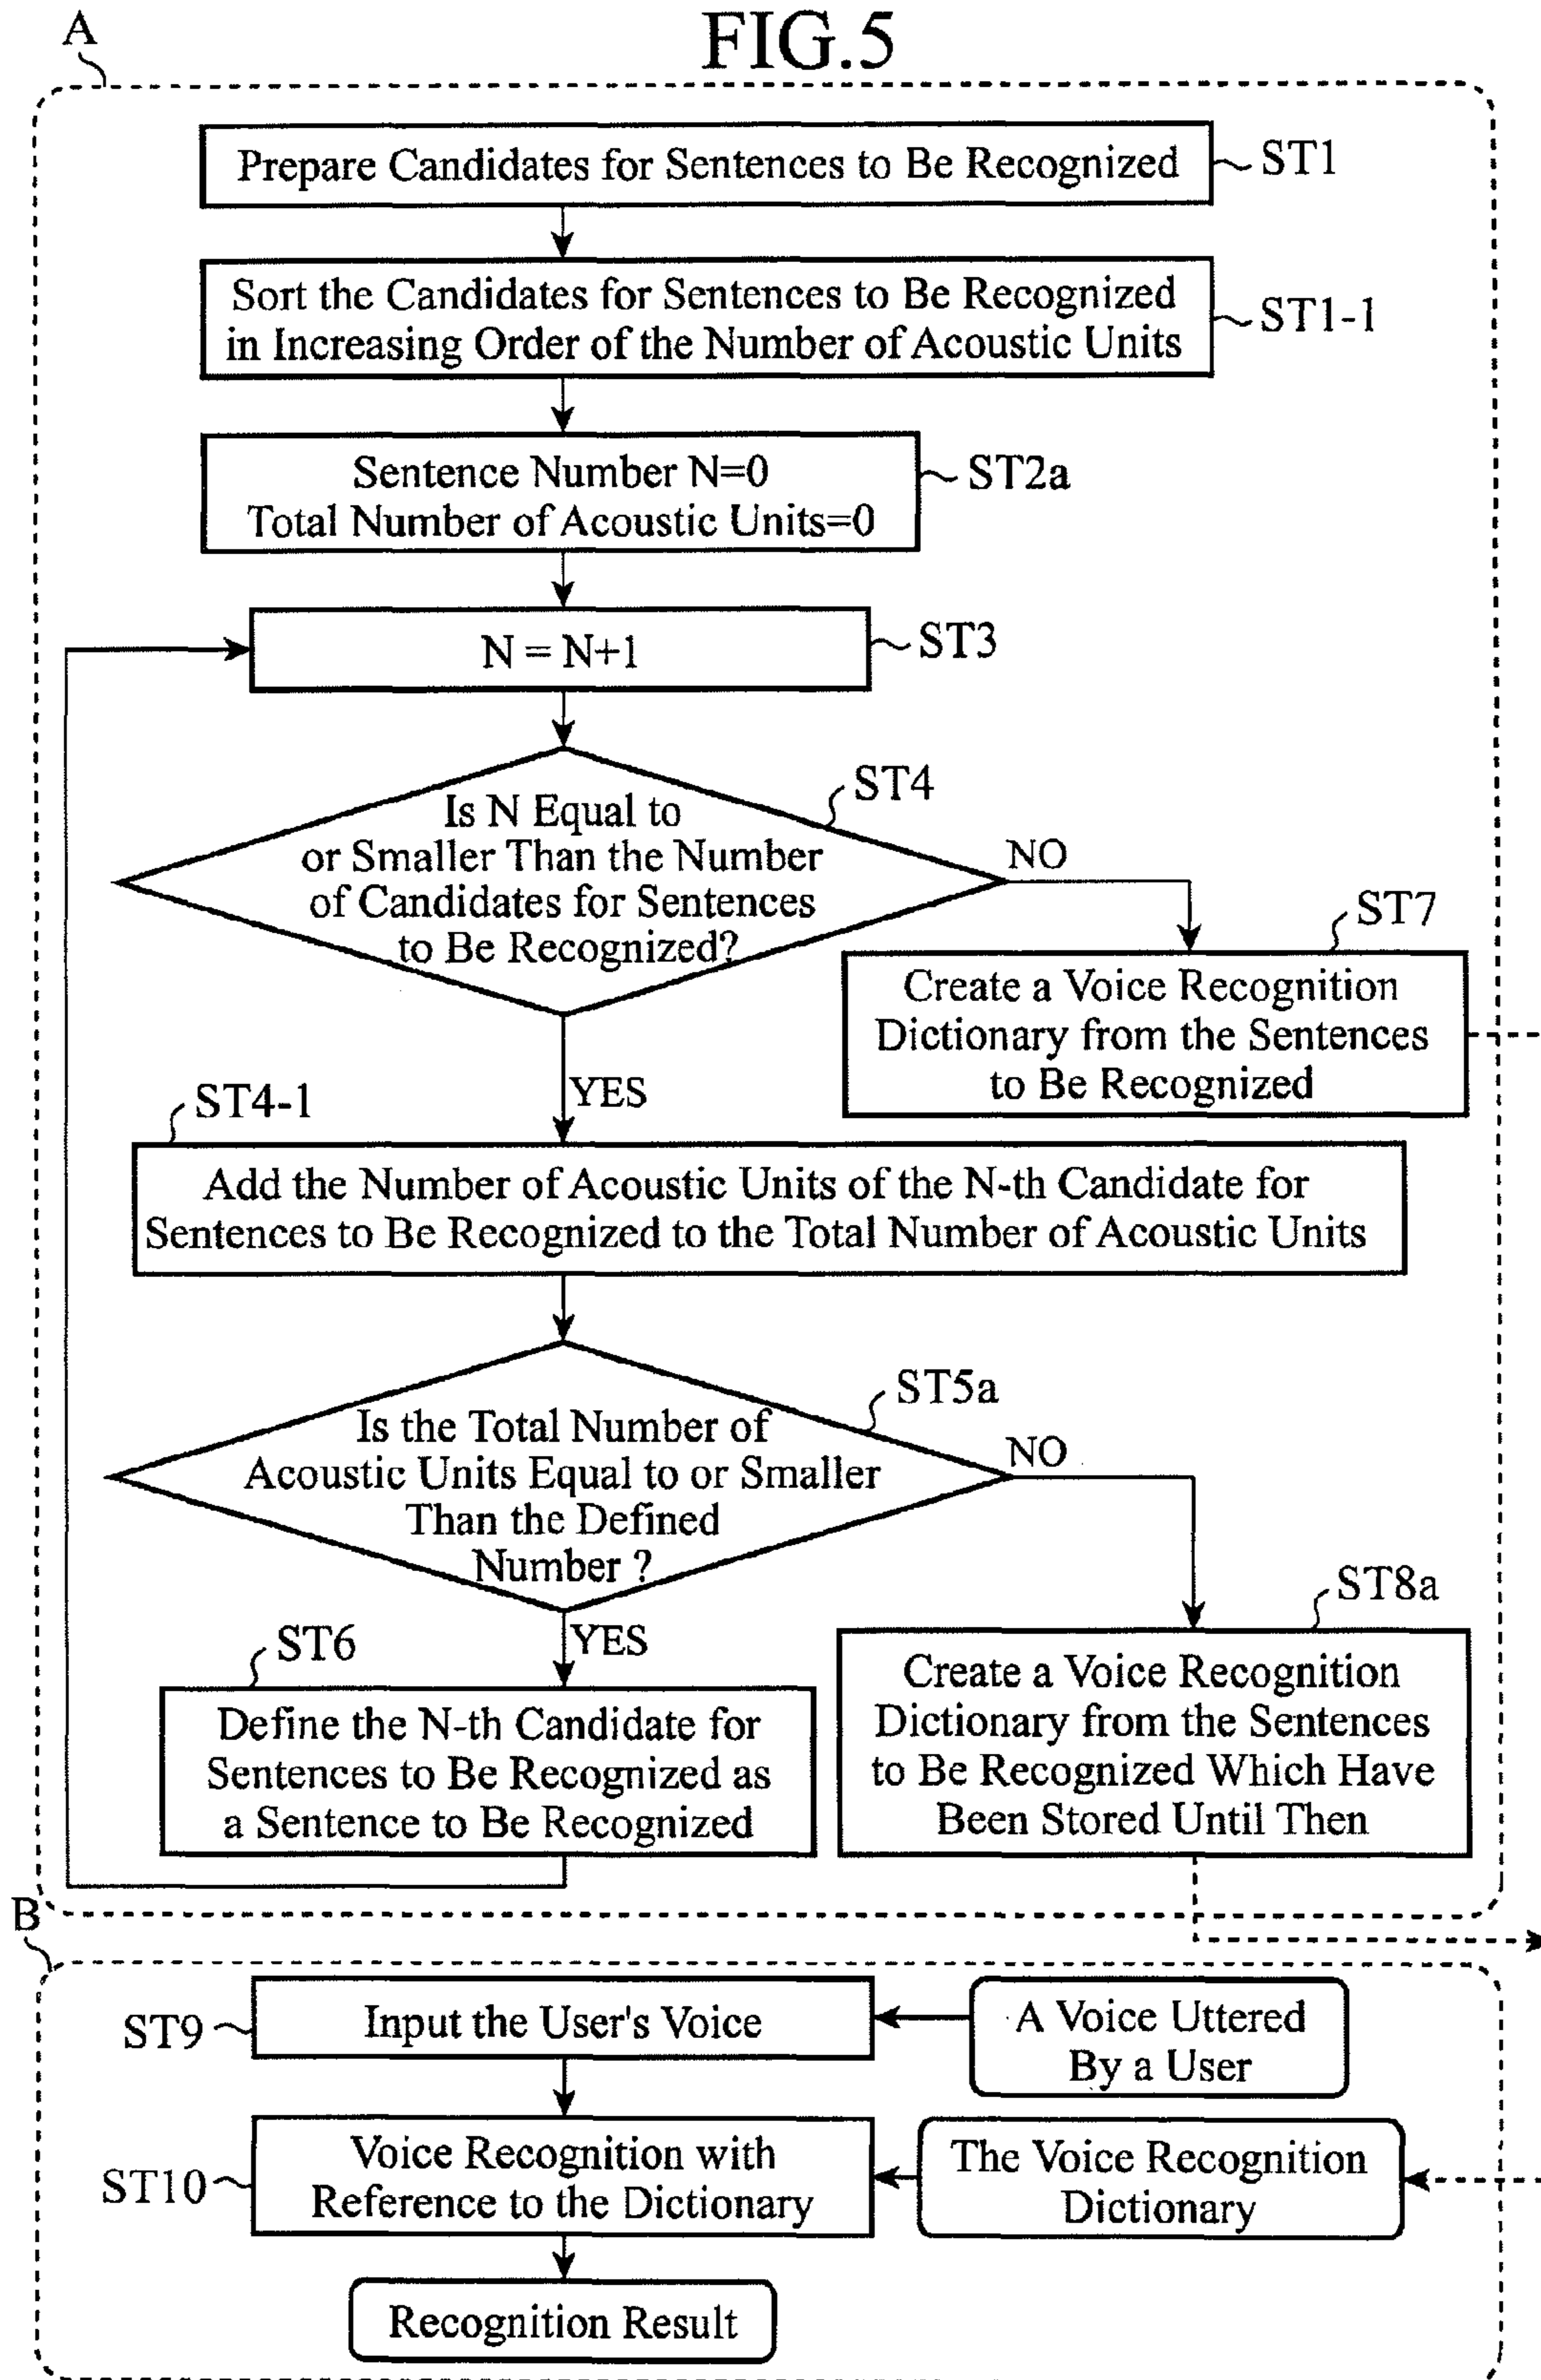 FIG.5
A
Prepare Candidates for Sentences to Be Recognized
ST1
Sort the Candidates for Sentences to Be Recognized
in Increasing Order of the Number of Acoustic Units
ST1-1
Sentence Number N=0
Total Number of Acoustic Units=0
ST2a
N = N+1
ST3
ST4
Is N Equal to
or Smaller Than the Number
of Candidates for Sentences
to Be Recognized?
NO
ST7
Create a Voice Recognition
Dictionary from the Sentences
to Be Recognized
YES
ST4-1
Add the Number of Acoustic Units of the N-th Candidate for
Sentences to Be Recognized to the Total Number of Acoustic Units
ST5a
Is the Total Number of
Acoustic Units Equal to or Smaller
Than the Defined
Number ?
NO
YES
ST6
Define the N-th Candidate for
Sentences to Be Recognized as
a Sentence to Be Recognized
ST8a
Create a Voice Recognition
Dictionary from the Sentences
to Be Recognized Which Have
Been Stored Until Then
B
ST9
Input the User's Voice
A Voice Uttered
By a User
ST10
Voice Recognition with
Reference to the Dictionary
The Voice Recognition
Dictionary
Recognition Result